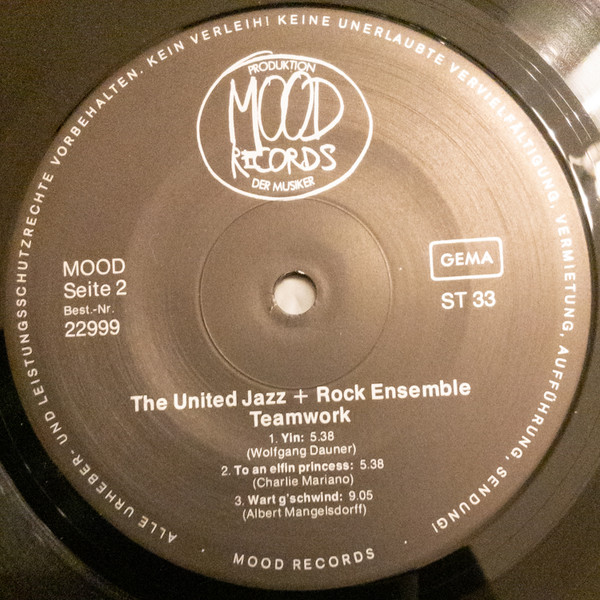 ALLE URHEBER- UND LEISTUNGSSCHUTZRECHTE VORBEHALTEN. KEIN VERLEIH! KEINE UNERLAUBTE VERVIELFÄLTIGUNG, VERMIETUNG, AUFFÜHRUNG, SENDUNG!
PRODUKTION
MOOD
RECORDS
DER MUSIKER
MOOD
Seite 2
Best.-Nr.
22999
GEMA
ST 33
The United Jazz + Rock Ensemble
Teamwork
1. Yin: 5.38
(Wolfgang Dauner)
2. To an elfin princess: 5.38
(Charlie Mariano)
3. Wart g'schwind: 9.05
(Albert Mangelsdorff)
· MOOD RECORDS ·